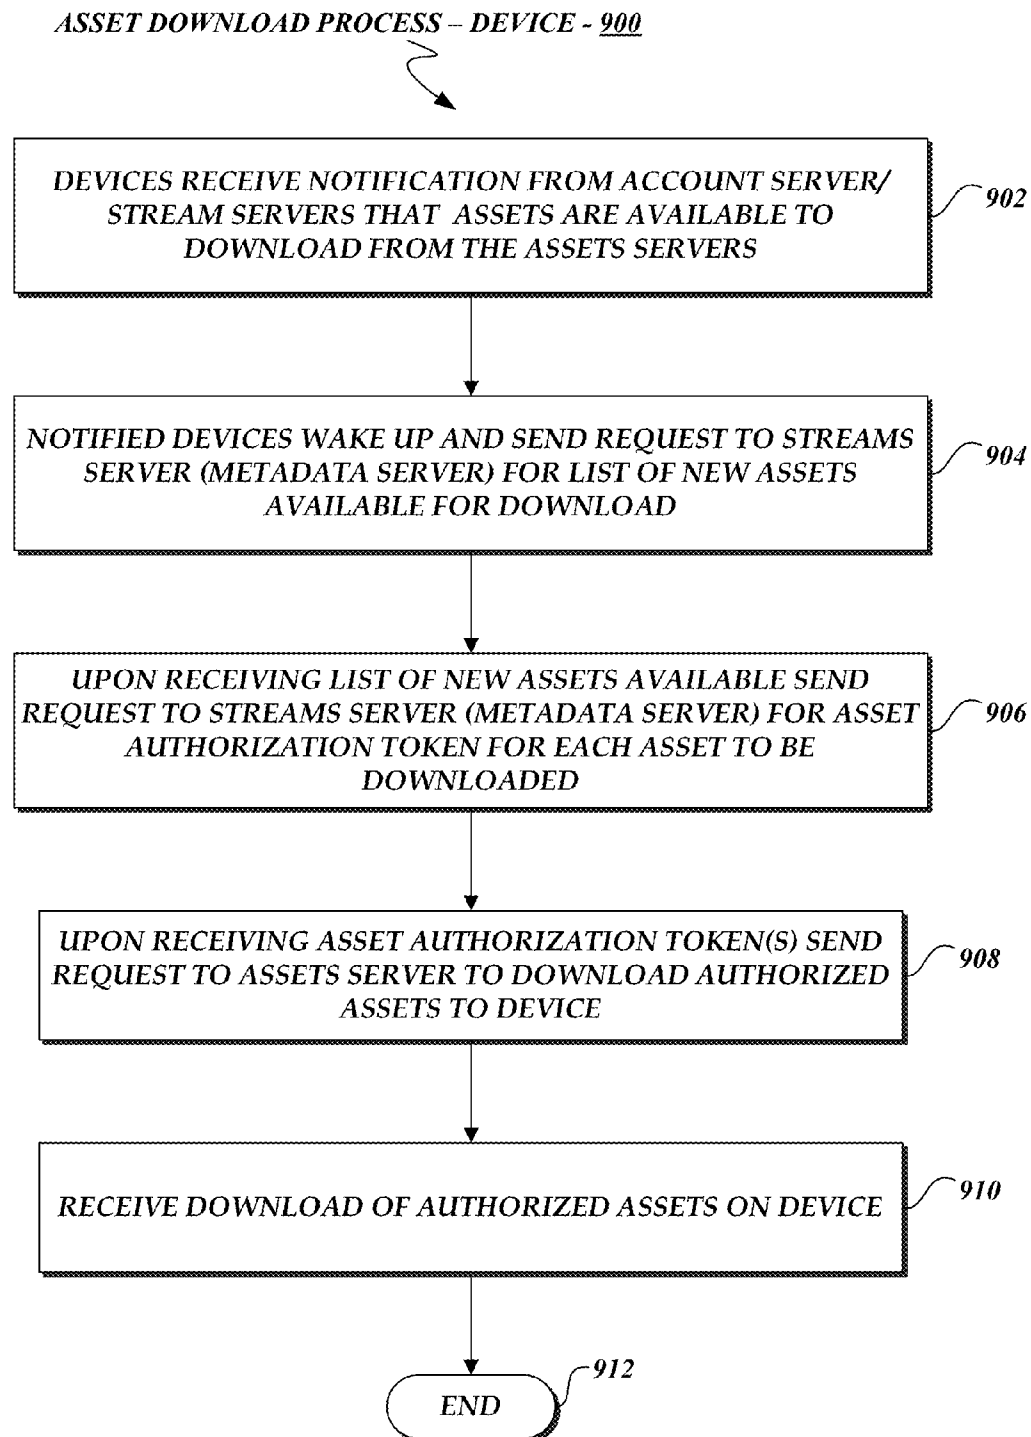 ASSET DOWNLOAD PROCESS – DEVICE - 900
DEVICES RECEIVE NOTIFICATION FROM ACCOUNT SERVER/
STREAM SERVERS THAT ASSETS ARE AVAILABLE TO
DOWNLOAD FROM THE ASSETS SERVERS
902
NOTIFIED DEVICES WAKE UP AND SEND REQUEST TO STREAMS
SERVER (METADATA SERVER) FOR LIST OF NEW ASSETS
AVAILABLE FOR DOWNLOAD
904
UPON RECEIVING LIST OF NEW ASSETS AVAILABLE SEND
REQUEST TO STREAMS SERVER (METADATA SERVER) FOR ASSET
AUTHORIZATION TOKEN FOR EACH ASSET TO BE
DOWNLOADED
906
UPON RECEIVING ASSET AUTHORIZATION TOKEN(S) SEND
REQUEST TO ASSETS SERVER TO DOWNLOAD AUTHORIZED
ASSETS TO DEVICE
908
RECEIVE DOWNLOAD OF AUTHORIZED ASSETS ON DEVICE
910
END
912